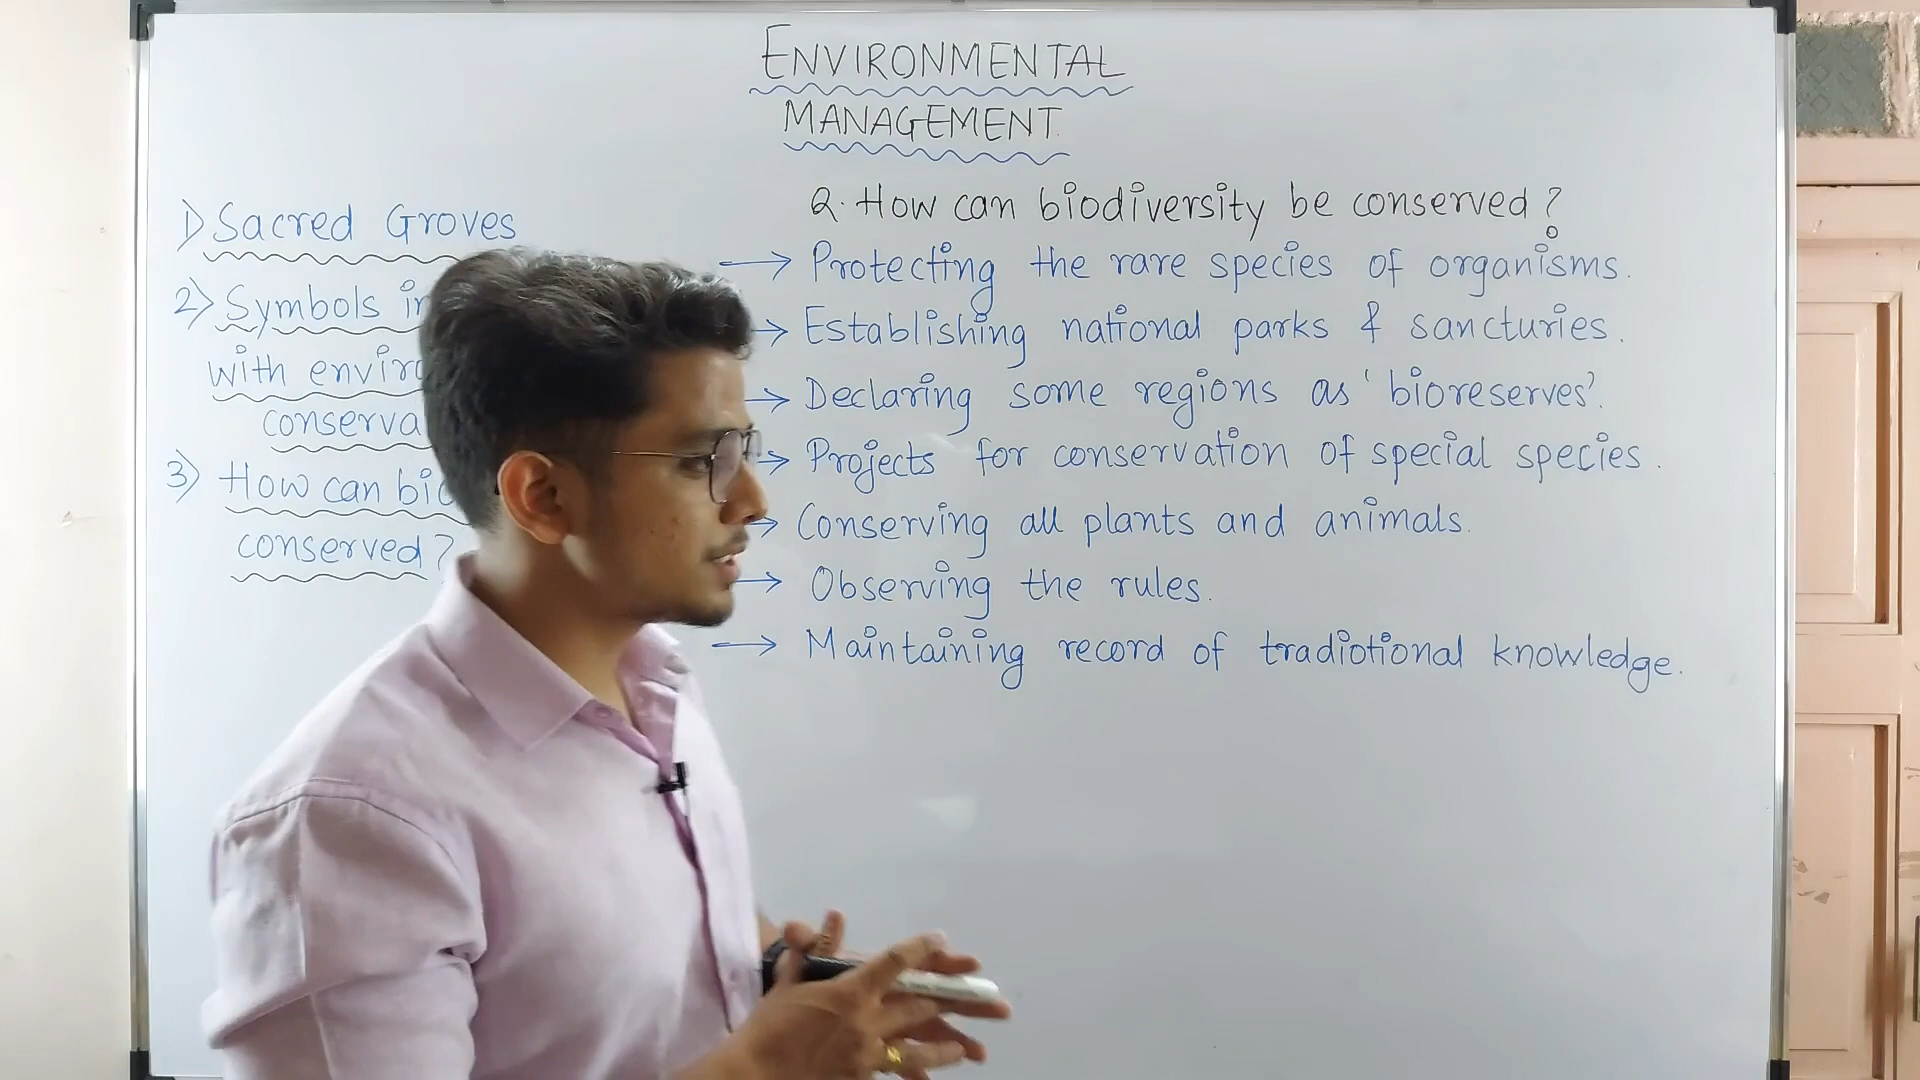 ENVIRONMENTAL
MANAGEMENT.
1) Sacred Groves
2) Symbols
with
3) How can
conserved?
Q. How can biodiversity be conserved?
→ Protecting the rare species of organisms.
→ Establishing national parks & sancturies.
→ Declaring some regions as 'bioreserves'.
→ Projects for conservation of special species.
→ Conserving all plants and animals.
→ Observing the rules.
→ Maintaining record of tradiotional knowledge.